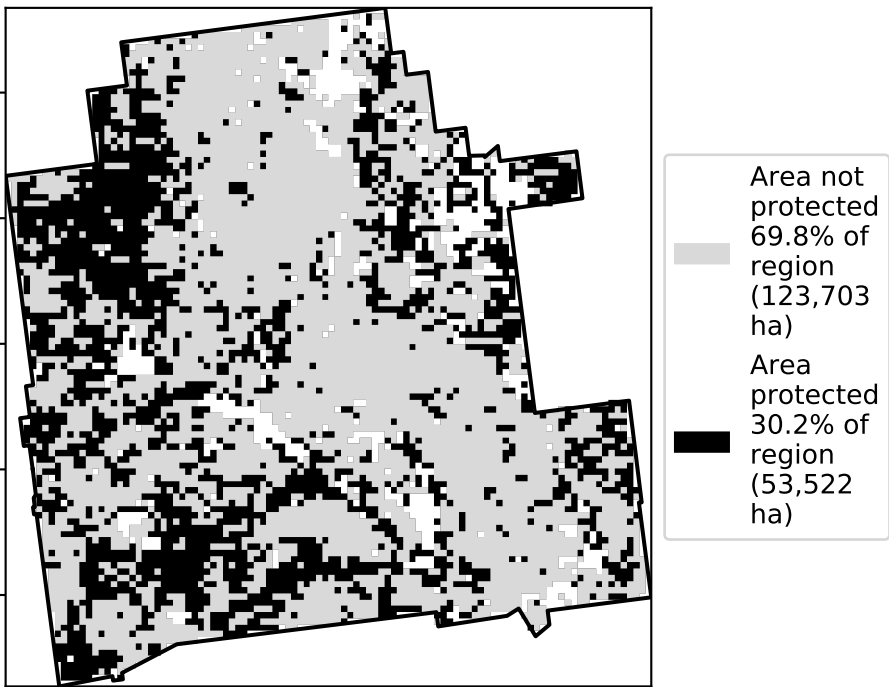 Area not
protected
69.8% of
region
(123,703
ha)
Area
protected
30.2% of
region
(53,522
ha)